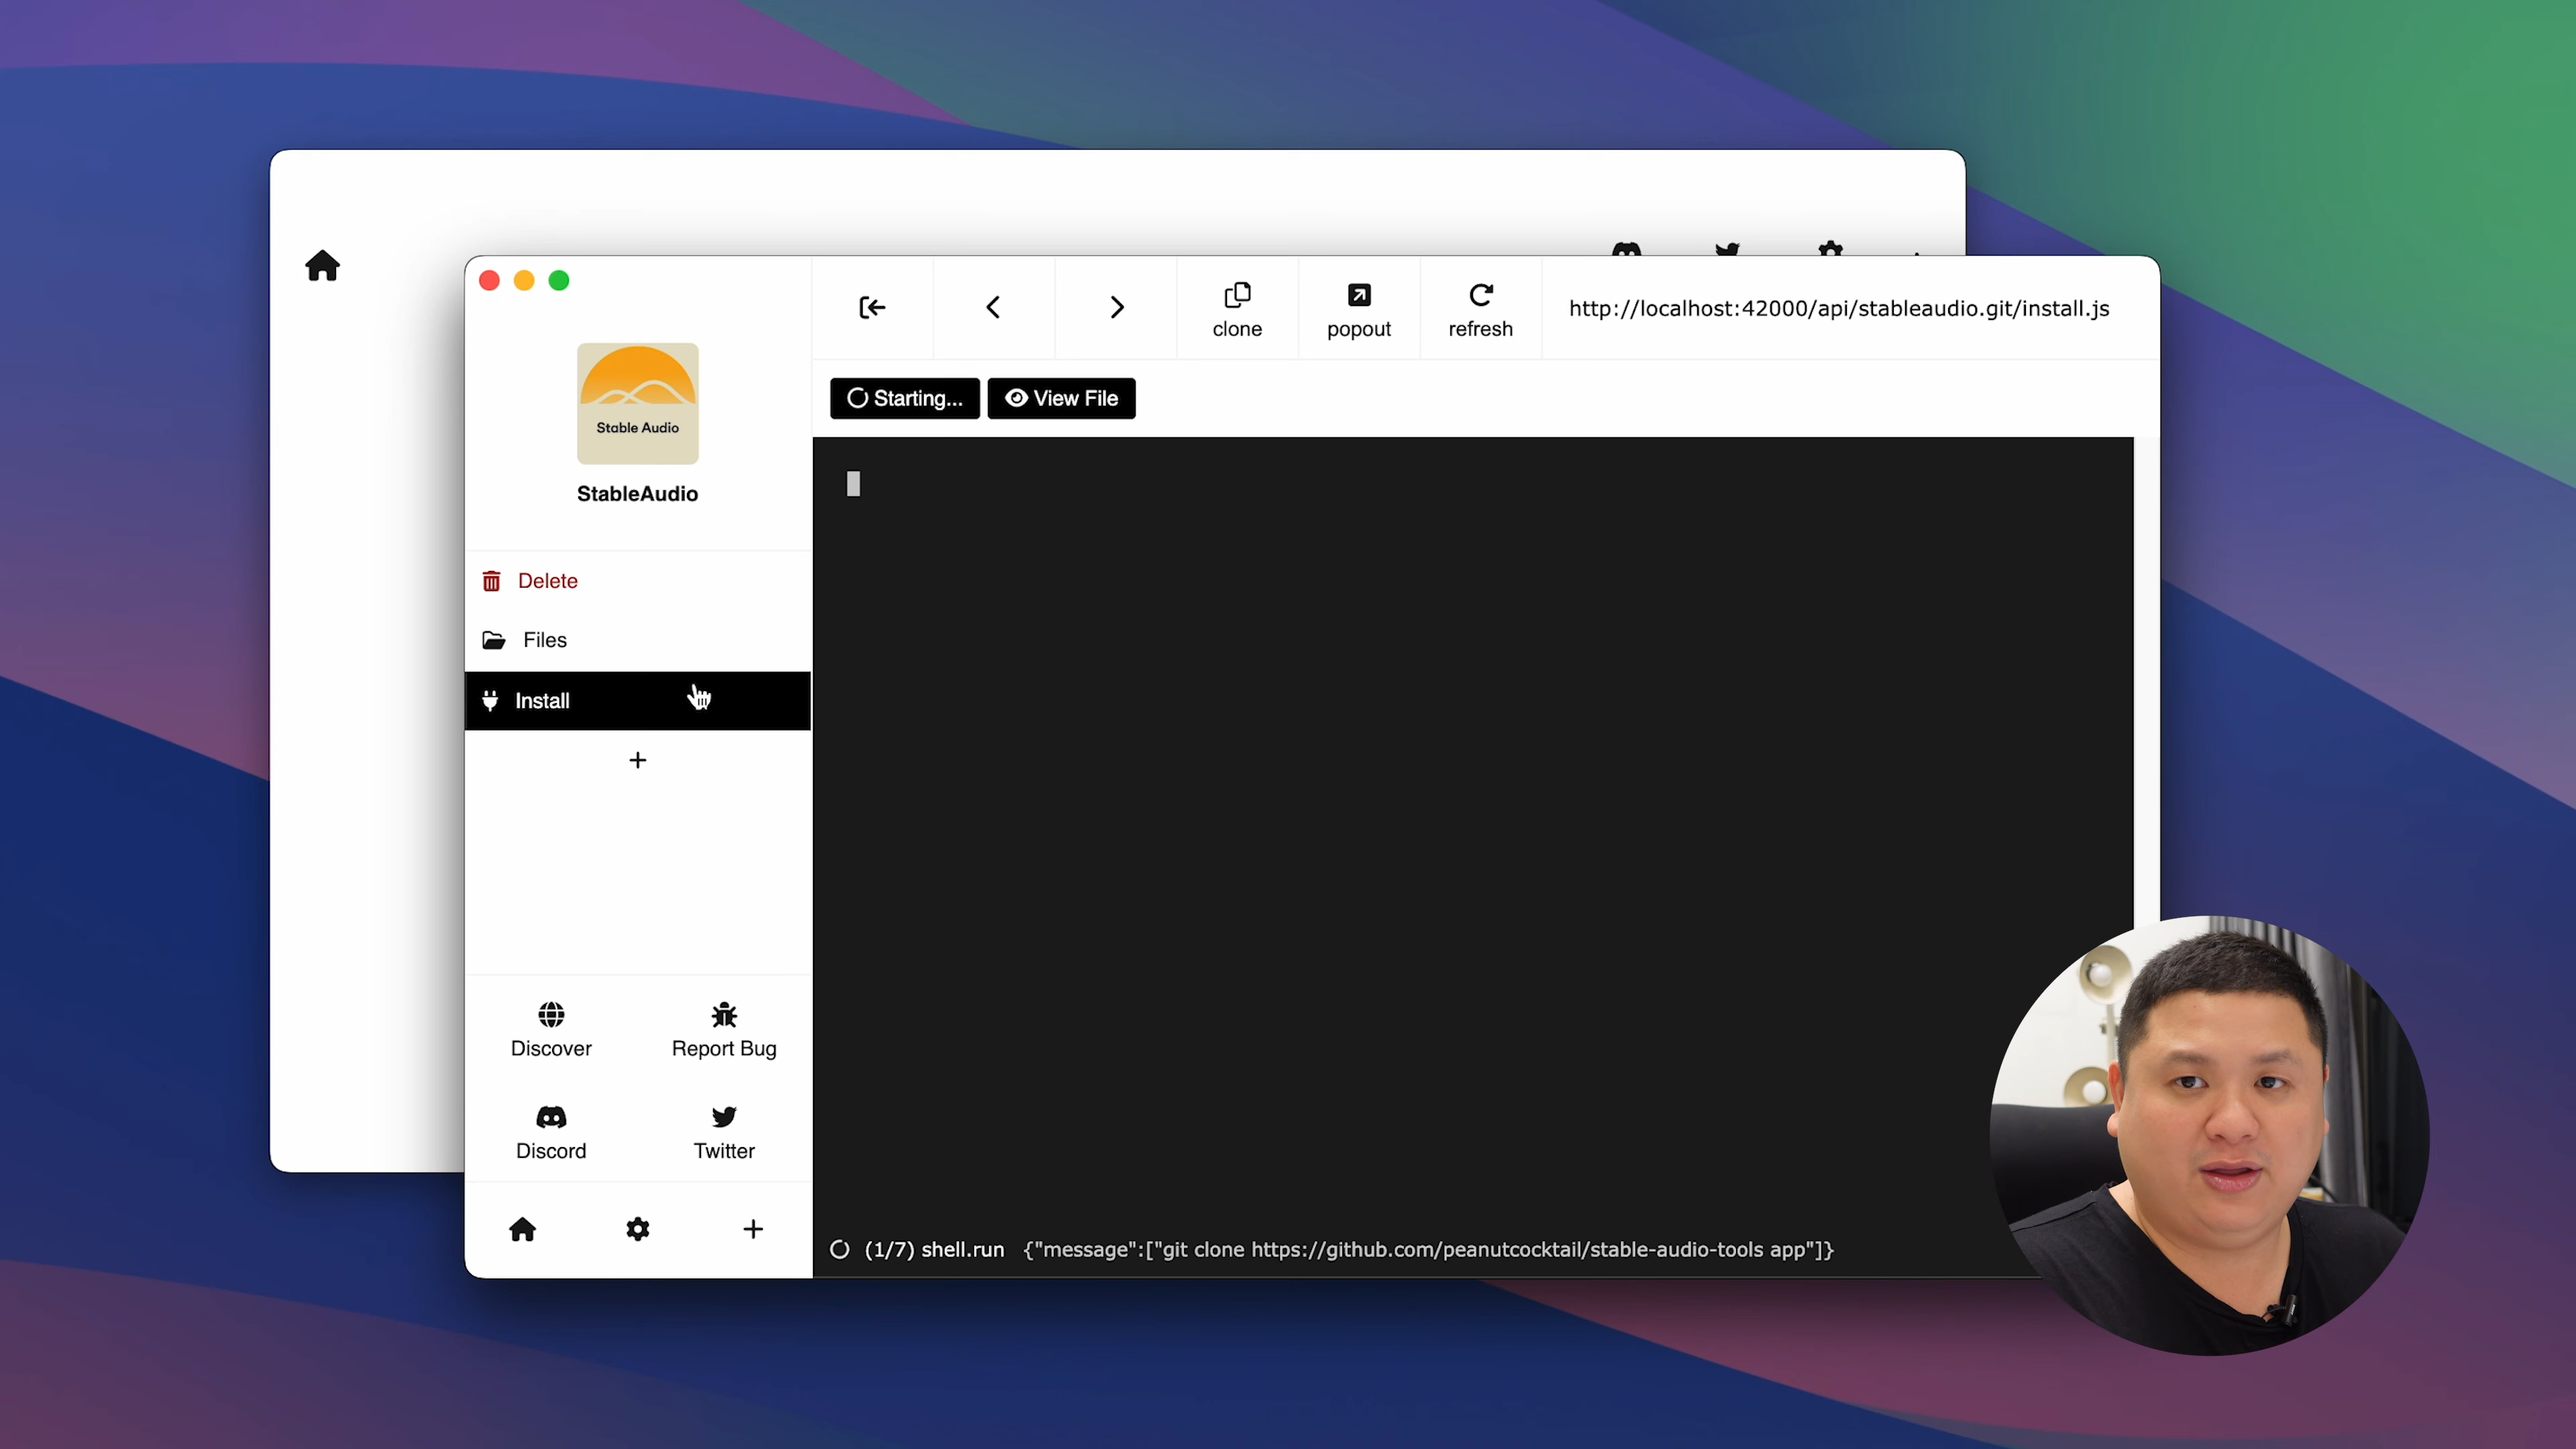 clone
popout
refresh
http://localhost:42000/api/stableaudio.git/install.js
Starting...
View File
Stable Audio
StableAudio
Delete
Files
Install
Discover
Report Bug
Discord
Twitter
(1/7) shell.run {"message":["git clone https://github.com/peanutcocktail/stable-audio-tools app"]}